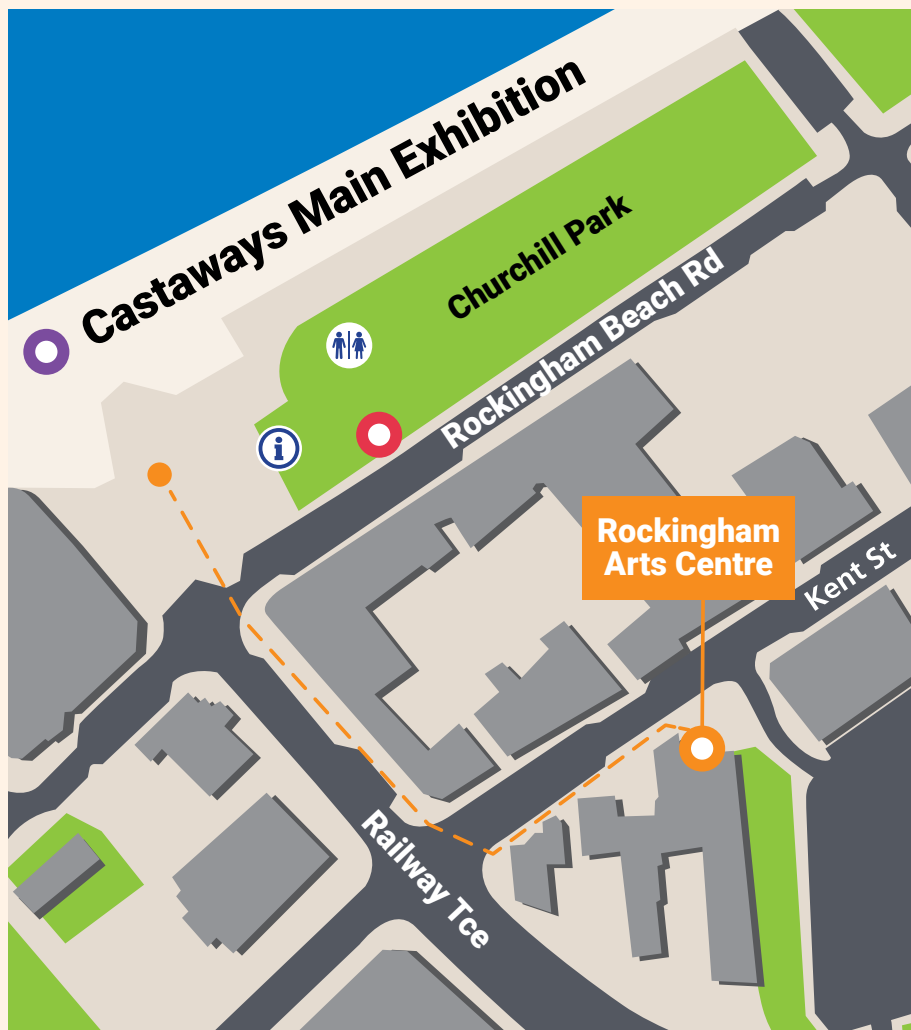 Castaways Main Exhibition
Churchill Park
Rockingham Beach Rd
i
Rockingham
Arts Centre
Kent St
Railway Tce